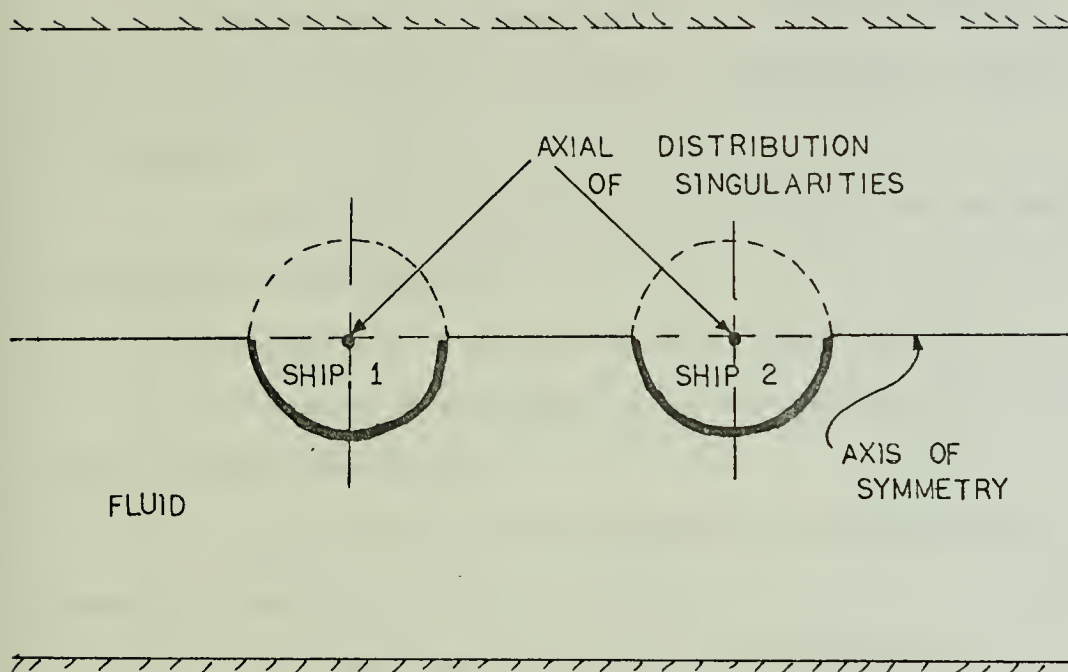 AXIAL DISTRIBUTION
OF SINGULARITIES
SHIP 1
SHIP 2
AXIS OF
SYMMETRY
FLUID